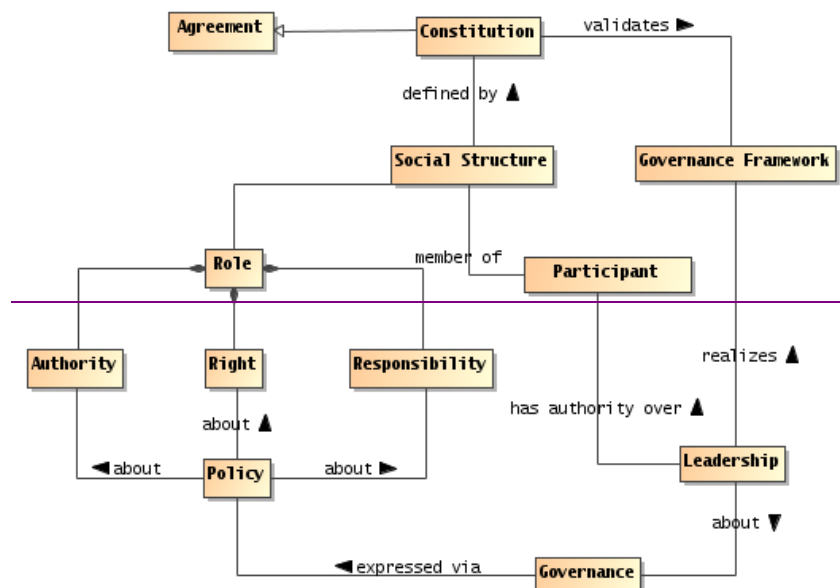 Agreement
Constitution
validates
defined by
Social Structure
Governance Framework
Role
member of
Participant
Authority
Right
Responsibility
realizes
has authority over
about
about
Policy
about
Leadership
about
expressed via
Governance